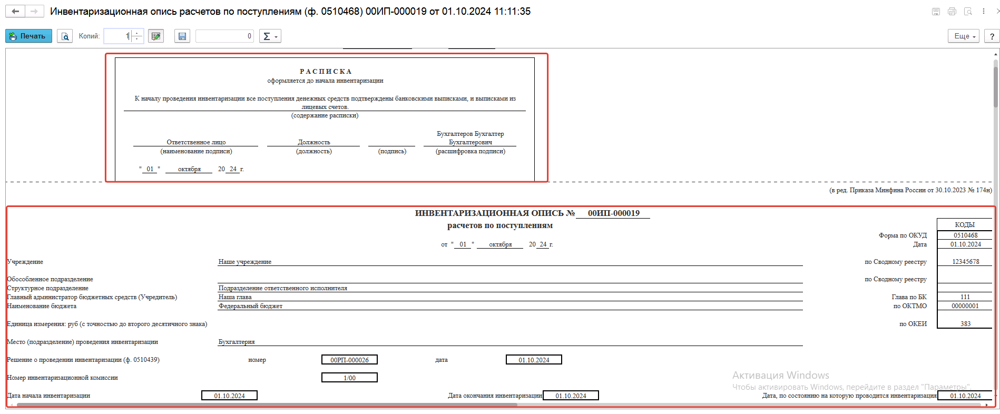 Инвентаризационная опись расчетов по поступлениям (ф. 0510468) 00ИП-000019 от 01.10.2024 11:11:35
Печать Копий: 1 0 Σ Еще ?
РАСПИСКА
оформляется до начала инвентаризации
К началу проведения инвентаризации все поступления денежных средств подтверждены банковскими выписками, и выписками из
лицевых счетов.
(содержание расписки)
Бухгалтеров Бухгалтер
Ответственное лицо Должность Бухгалтерович
(наименование подписи) (должность) (подпись) (расшифровка подписи)
" 01 " октября 20 24 г.
(в ред. Приказа Минфина России от 30.10.2023 № 174н)
ИНВЕНТАРИЗАЦИОННАЯ ОПИСЬ № 00ИП-000019
расчетов по поступлениям
КОДЫ
Форма по ОКУД 0510468
от " 01 " октября 20 24 г. Дата 01.10.2024
Учреждение Наше учреждение по Сводному реестру 12345678
Обособленное подразделение по Сводному реестру
Структурное подразделение Подразделение ответственного исполнителя
Главный администратор бюджетных средств (Учредитель) Наша глава Глава по БК 111
Наименование бюджета Федеральный бюджет по ОКТМО 00000001
Единица измерения: руб (с точностью до второго десятичного знака) по ОКЕИ 383
Место (подразделение) проведения инвентаризации Бухгалтерия
Решение о проведении инвентаризации (ф. 0510439) номер 00РП-000026 дата 01.10.2024
Номер инвентаризационной комиссии 1/00
Активация Windows
Чтобы активировать Windows, перейдите в раздел "Параметры".
Дата начала инвентаризации 01.10.2024 Дата окончания инвентаризации 01.10.2024 Дата, по состоянию на которую проводится инвентаризация 01.10.2024